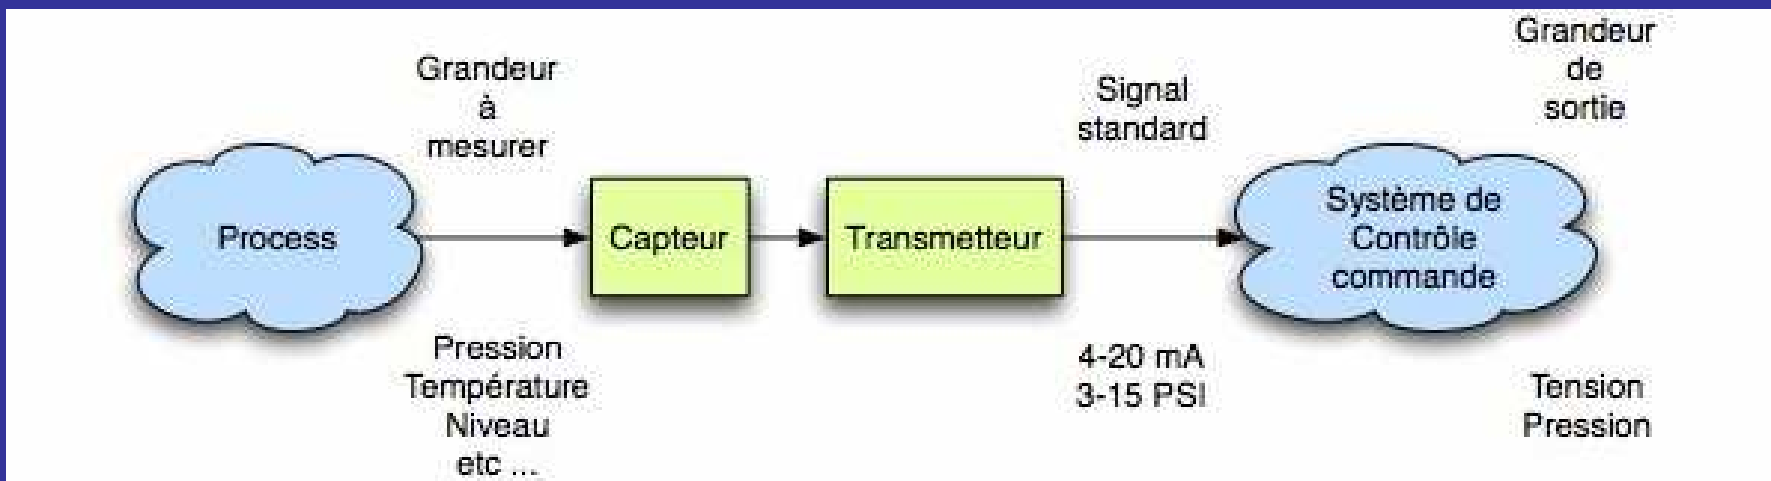 Grandeur
à
mesurer
Process
Pression
Température
Niveau
etc ...
Capteur
Transmetteur
Signal
standard
4-20 mA
3-15 PSI
Grandeur
de
sortie
Système de
Contrôle
commande
Tension
Pression